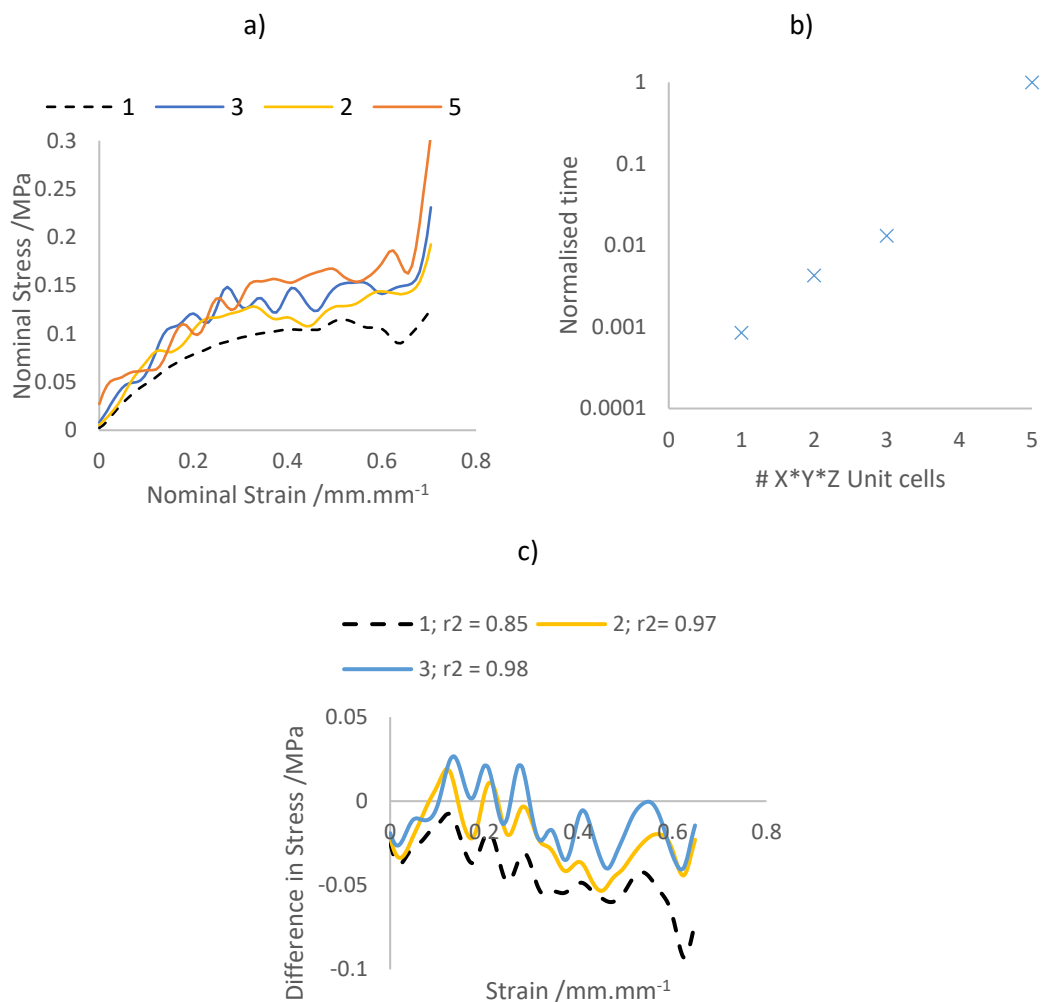 a)
1 3 2 5
0.3
0.25
0.2
0.15
0.1
0.05
0
0 0.2 0.4 0.6 0.8
Nominal Stress /MPa
Nominal Strain /mm.mm⁻¹
b)
1
0.1
0.01
0.001
0.0001
0 1 2 3 4 5
Normalised time
# X*Y*Z Unit cells
c)
1; r2 = 0.85 2; r2= 0.97
3; r2 = 0.98
0.05
0
-0.05
-0.1
0 0.2 0.4 0.6 0.8
Difference in Stress /MPa
Strain /mm.mm⁻¹